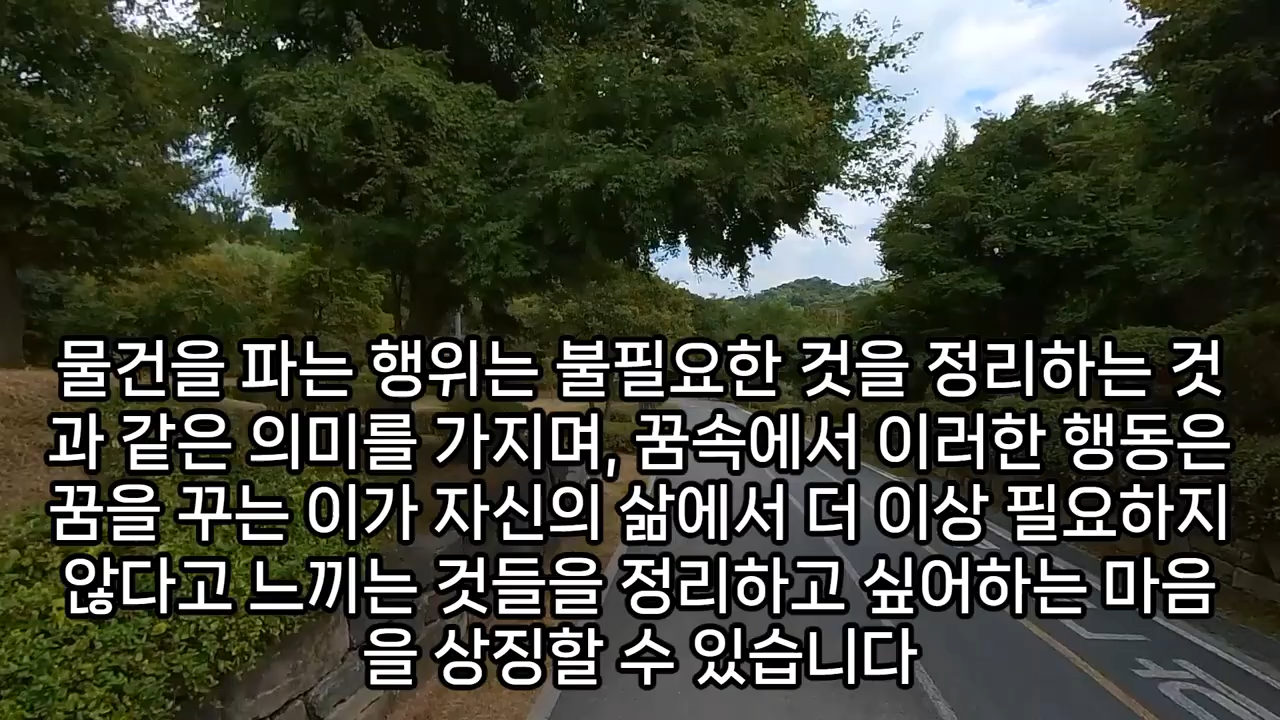 물건을 파는 행위는 불필요한 것을 정리하는 것
과 같은 의미를 가지며, 꿈속에서 이러한 행동은
꿈을 꾸는 이가 자신의 삶에서 더 이상 필요하지
않다고 느끼는 것들을 정리하고 싶어하는 마음
을 상징할 수 있습니다